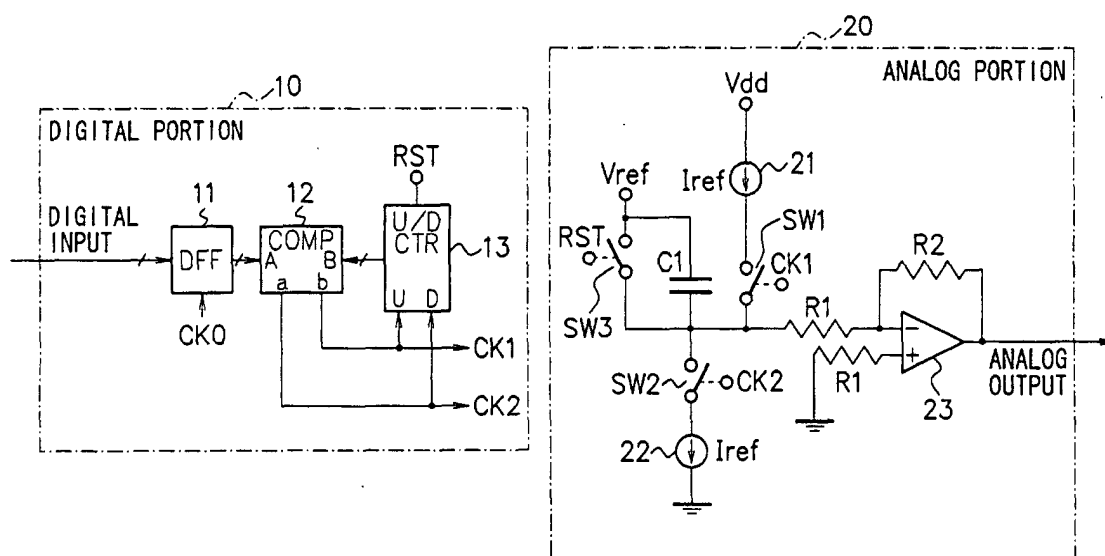 10
DIGITAL PORTION
DIGITAL
INPUT
11
DFF
CK0
12
COMP
A B
a b
RST
U/D
CTR
U D
13
CK1
CK2
20
ANALOG PORTION
Vdd
Iref
21
Vref
RST
SW3
C1
SW1
CK1
SW2
CK2
22
Iref
R1
R1
R2
−
+
23
ANALOG
OUTPUT